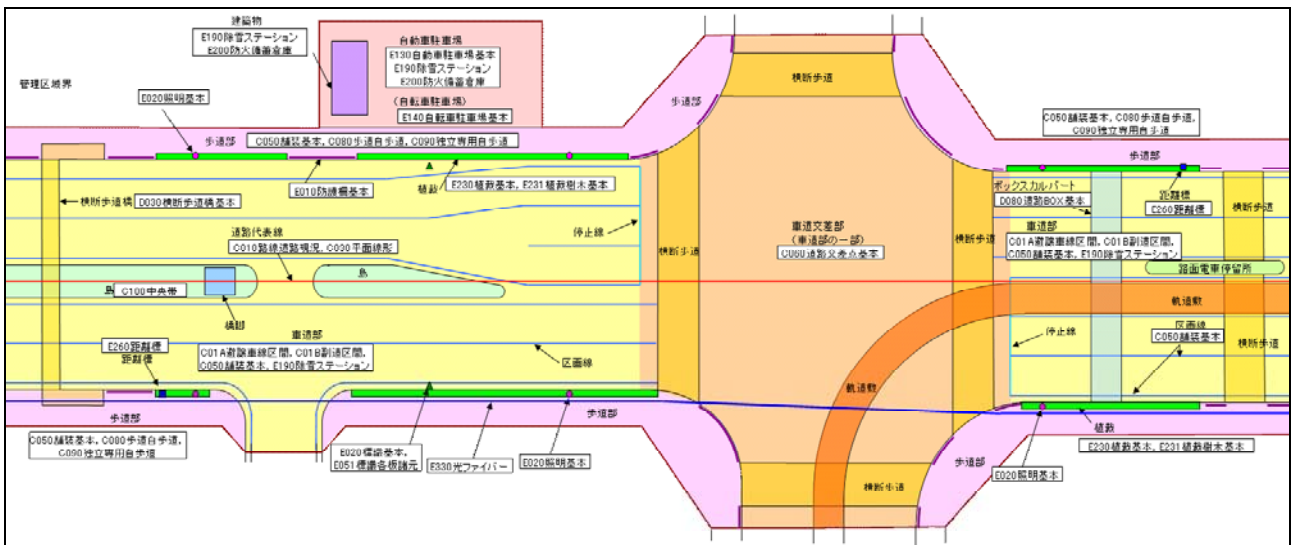 建築物
E190除雪ステーション
E200防火備蓄倉庫
自動車駐車場
E130自動車駐車場基本
E190除雪ステーション
E200防火備蓄倉庫
(自転車駐車場)
E140自転車駐車場基本
管理区域界
E020照明基本
歩道部
C050舗装基本, C080歩道自歩道, C090独立専用自歩道
E010防護柵基本
植栽
E230植栽基本, E231植栽樹木基本
横断歩道橋
D030横断歩道橋基本
道路代表線
C010路線道路現況, C030平面線形
停止線
島
島
C100中央帯
橋脚
車道部
C01A避譲車線区間, C01B副道区間,
C050舗装基本, E190除雪ステーション
区画線
E260距離標
距離標
歩道部
C050舗装基本, C080歩道自歩道,
C090独立専用自歩道
E020標識基本,
E051標識各板諸元
E330光ファイバー
E020照明基本
歩道部
歩道部
横断歩道
横断歩道
車道交差部
(車道部の一部)
C060道路交差点基本
横断歩道
軌道敷
横断歩道
歩道部
C050舗装基本, C080歩道自歩道,
C090独立専用自歩道
歩道部
ボックスカルバート
D080道路BOX基本
距離標
E260距離標
横断歩道
車道部
C01A避譲車線区間, C01B副道区間,
C050舗装基本, E190除雪ステーション
路面電車停留所
軌道敷
停止線
区画線
C050舗装基本
横断歩道
植栽
E230植栽基本, E231植栽樹木基本
E020照明基本